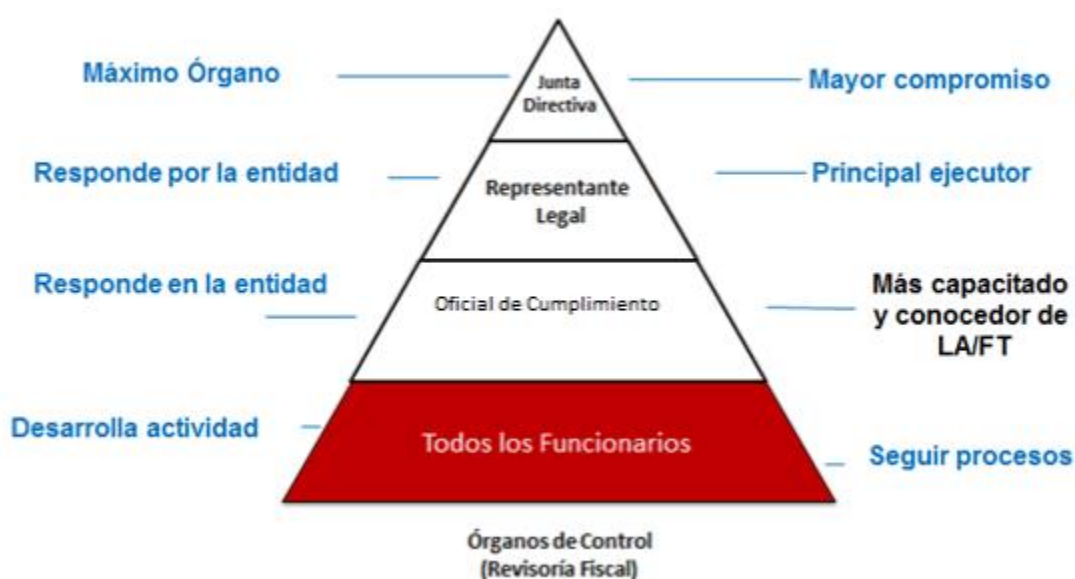 Máximo Órgano
Junta
Directiva
Mayor compromiso
Responde por la entidad
Representante
Legal
Principal ejecutor
Responde en la entidad
Oficial de Cumplimiento
Más capacitado
y conocedor de
LA/FT
Desarrolla actividad
Todos los Funcionarios
Seguir procesos
Órganos de Control
(Revisoría Fiscal)